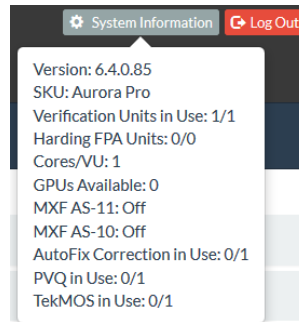 System Information
Log Out
Version: 6.4.0.85
SKU: Aurora Pro
Verification Units in Use: 1/1
Harding FPA Units: 0/0
Cores/VU: 1
GPUs Available: 0
MXF AS-11: Off
MXF AS-10: Off
AutoFix Correction in Use: 0/1
PVQ in Use: 0/1
TekMOS in Use: 0/1